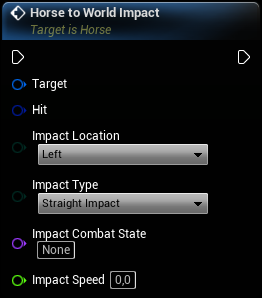 Horse to World Impact
Target is Horse
Target
Hit
Impact Location
Left
Impact Type
Straight Impact
Impact Combat State
None
Impact Speed 0,0